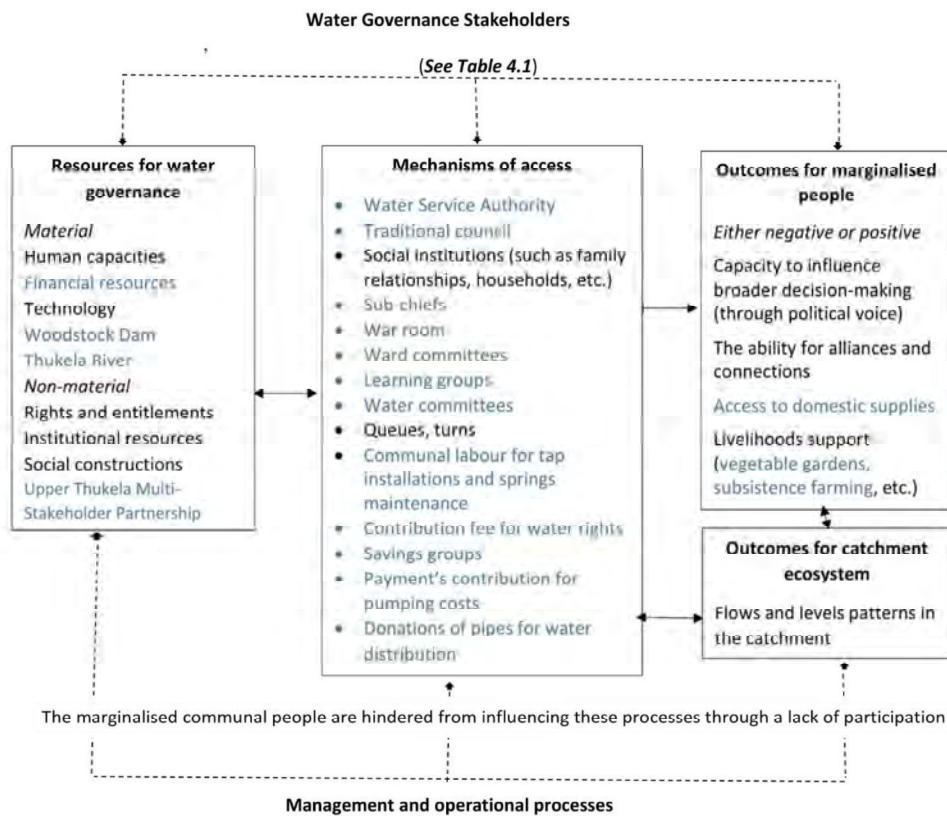 Water Governance Stakeholders
(See Table 4.1)
Resources for water
governance
Material
Human capacities
Financial resources
Technology
Woodstock Dam
Thukela River
Non-material
Rights and entitlements
Institutional resources
Social constructions
Upper Thukela Multi-
Stakeholder Partnership
Mechanisms of access
• Water Service Authority
• Traditional council
• Social institutions (such as family
relationships, households, etc.)
• Sub chiefs
• War room
• Ward committees
• Learning groups
• Water committees
• Queues, turns
• Communal labour for tap
installations and springs
maintenance
• Contribution fee for water rights
• Savings groups
• Payment's contribution for
pumping costs
• Donations of pipes for water
distribution
Outcomes for marginalised
people
Either negative or positive
Capacity to influence
broader decision-making
(through political voice)
The ability for alliances and
connections
Access to domestic supplies
Livelihoods support
(vegetable gardens,
subsistence farming, etc.)
Outcomes for catchment
ecosystem
Flows and levels patterns in
the catchment
The marginalised communal people are hindered from influencing these processes through a lack of participation
Management and operational processes